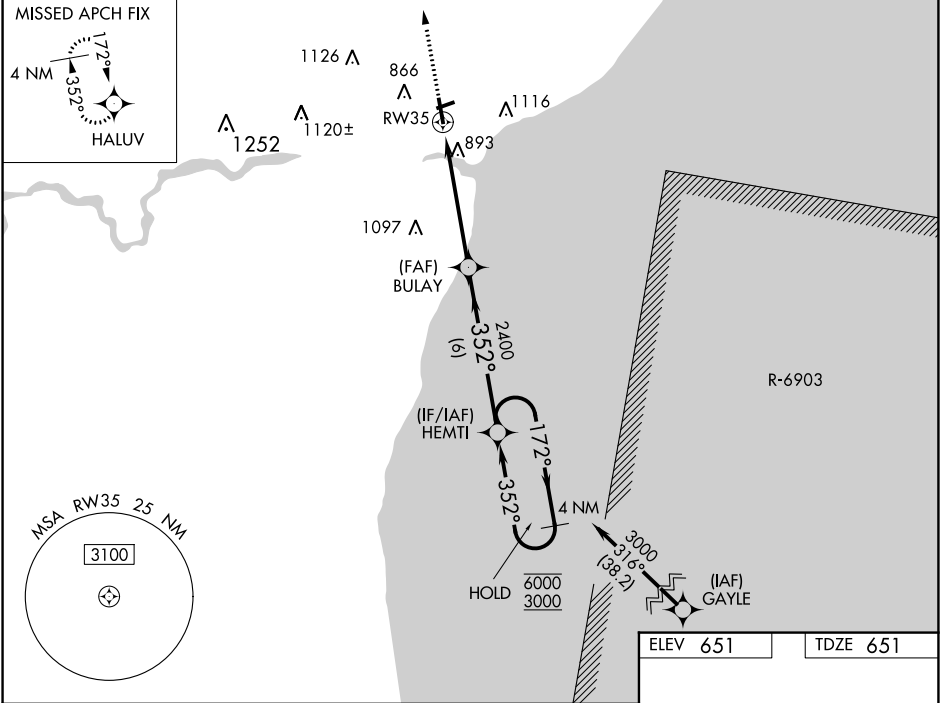 MISSED APCH FIX
172°
4 NM
352°
HALUV
1126
866
1116
RW35
1120±
1252
893
1097
(FAF)
BULAY
2400
352°
(6)
R-6903
(IF/IAF)
HEMTI
172°
352°
4 NM
HOLD
6000
3000
3000
316°
(38.2)
(IAF)
GAYLE
MSA RW35 25 NM
3100
ELEV 651
TDZE 651